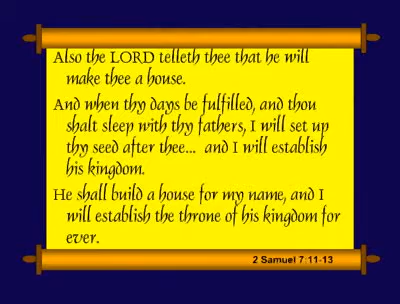 Also the LORD telleth thee that he will
make thee a house.
And when thy days be fulfilled, and thou
shalt sleep with thy fathers, I will set up
thy seed after thee... and I will establish
his kingdom.
He shall build a house for my name, and I
will establish the throne of his kingdom for
ever.
2 Samuel 7:11-13